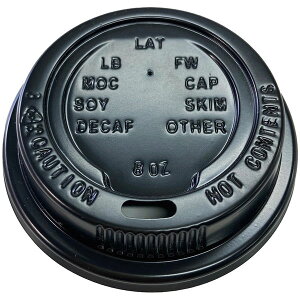 LAT
LB FW
MOC CAP
SOY SKIM
DECAF OTHER
8 OZ
CAUTION
HOT CONTENTS